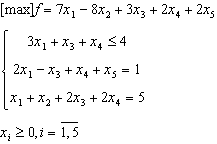 [max]f = 7x₁ − 8x₂ + 3x₃ + 2x₄ + 2x₅
3x₁ + x₃ + x₄ ≤ 4
2x₁ − x₃ + x₄ + x₅ = 1
x₁ + x₂ + 2x₃ + 2x₄ = 5
xᵢ ≥ 0, i = 1,5̅